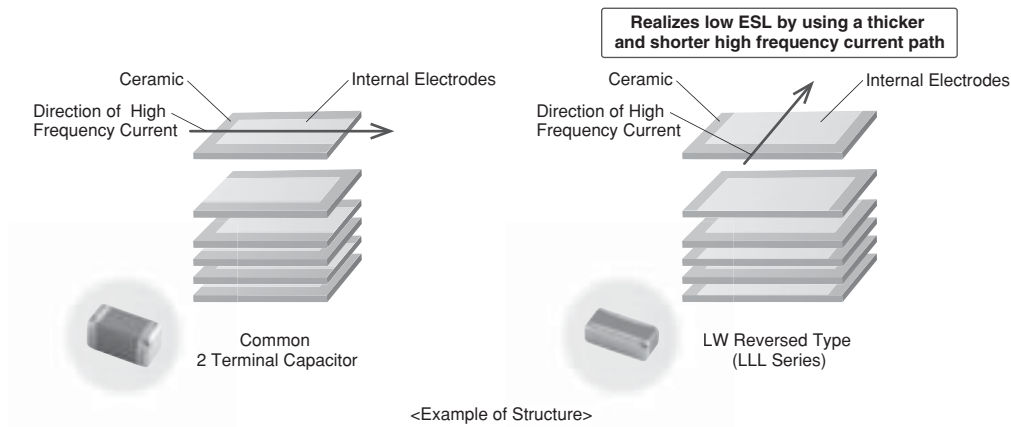 Realizes low ESL by using a thicker
and shorter high frequency current path
Ceramic
Internal Electrodes
Direction of High
Frequency Current
Common
2 Terminal Capacitor
Ceramic
Internal Electrodes
Direction of High
Frequency Current
LW Reversed Type
(LLL Series)
<Example of Structure>